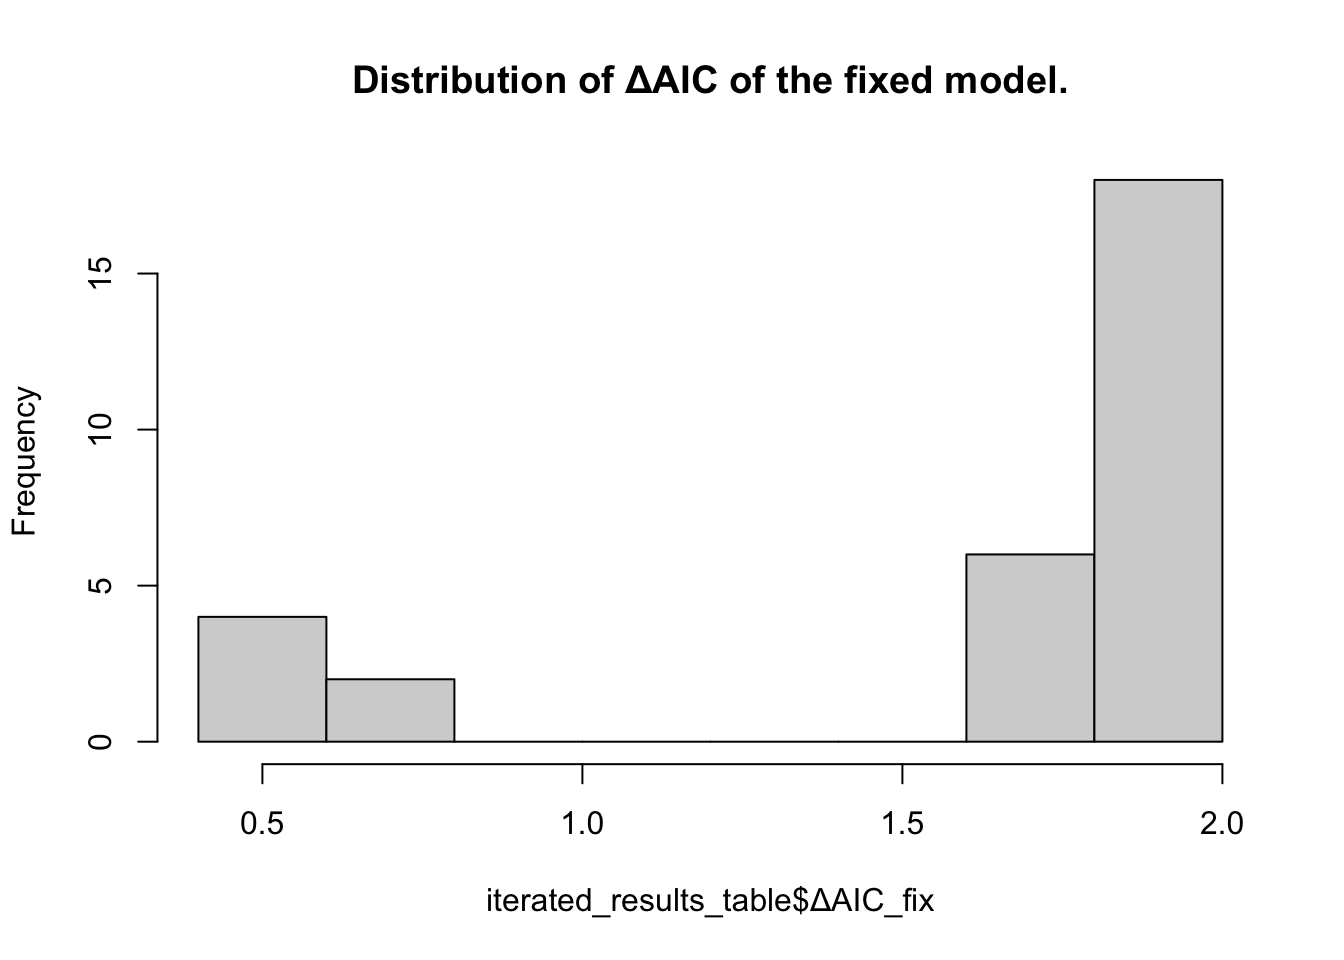 Distribution of ΔAIC of the fixed model.
Frequency
15
10
5
0
0.5 1.0 1.5 2.0
iterated_results_table$ΔAIC_fix